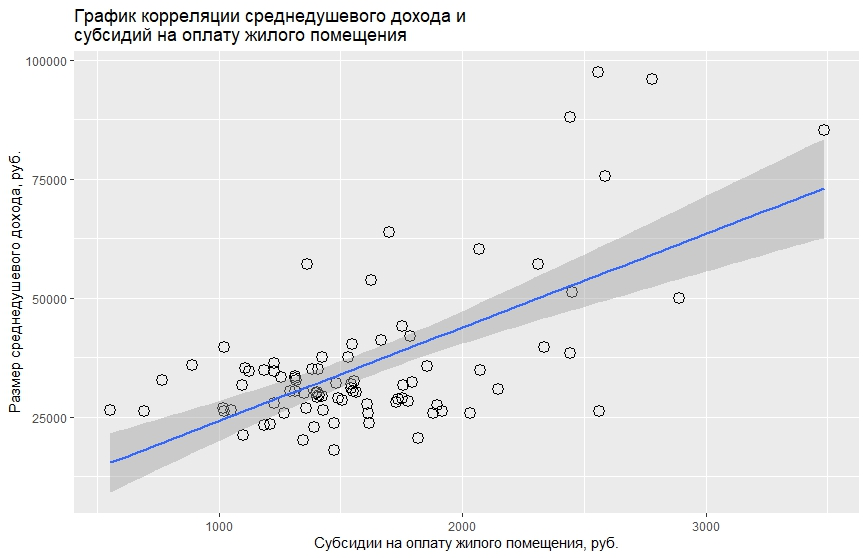 График корреляции среднедушевого дохода и
субсидий на оплату жилого помещения
100000
75000
50000
25000
Размер среднедушевого дохода, руб.
1000 2000 3000
Субсидии на оплату жилого помещения, руб.